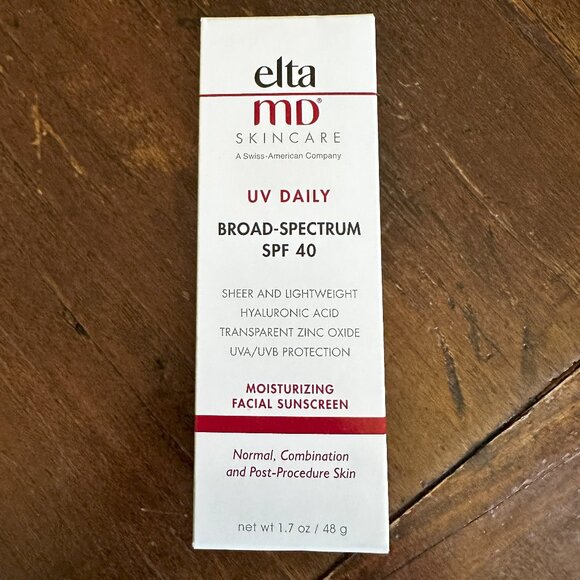 elta
MD®
SKINCARE
A Swiss-American Company
UV DAILY
BROAD-SPECTRUM
SPF 40
SHEER AND LIGHTWEIGHT
HYALURONIC ACID
TRANSPARENT ZINC OXIDE
UVA/UVB PROTECTION
MOISTURIZING
FACIAL SUNSCREEN
Normal, Combination
and Post-Procedure Skin
net wt 1.7 oz / 48 g